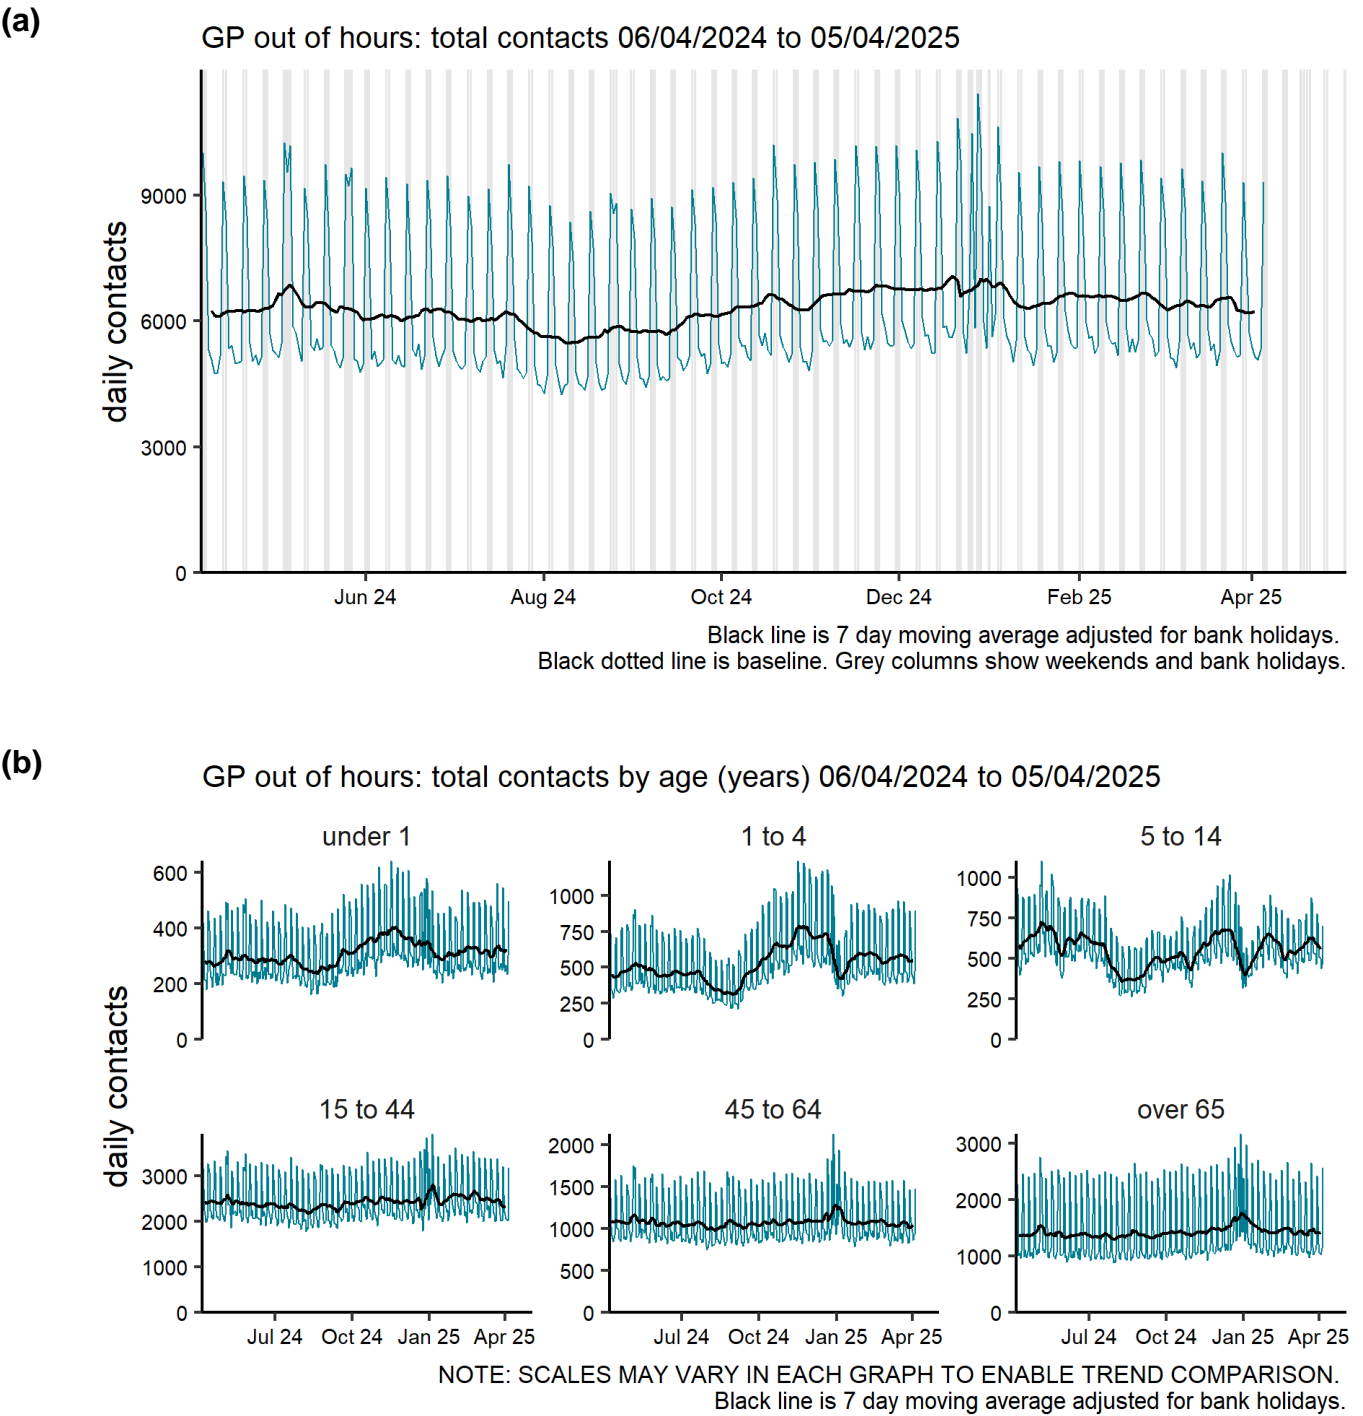 (a)
GP out of hours: total contacts 06/04/2024 to 05/04/2025
daily contacts
9000
6000
3000
0
Jun 24 Aug 24 Oct 24 Dec 24 Feb 25 Apr 25
Black line is 7 day moving average adjusted for bank holidays.
Black dotted line is baseline. Grey columns show weekends and bank holidays.
(b)
GP out of hours: total contacts by age (years) 06/04/2024 to 05/04/2025
daily contacts
under 1
600
400
200
0
1 to 4
1000
750
500
250
0
5 to 14
1000
750
500
250
0
15 to 44
3000
2000
1000
0
Jul 24 Oct 24 Jan 25 Apr 25
45 to 64
2000
1500
1000
500
0
Jul 24 Oct 24 Jan 25 Apr 25
over 65
3000
2000
1000
0
Jul 24 Oct 24 Jan 25 Apr 25
NOTE: SCALES MAY VARY IN EACH GRAPH TO ENABLE TREND COMPARISON.
Black line is 7 day moving average adjusted for bank holidays.